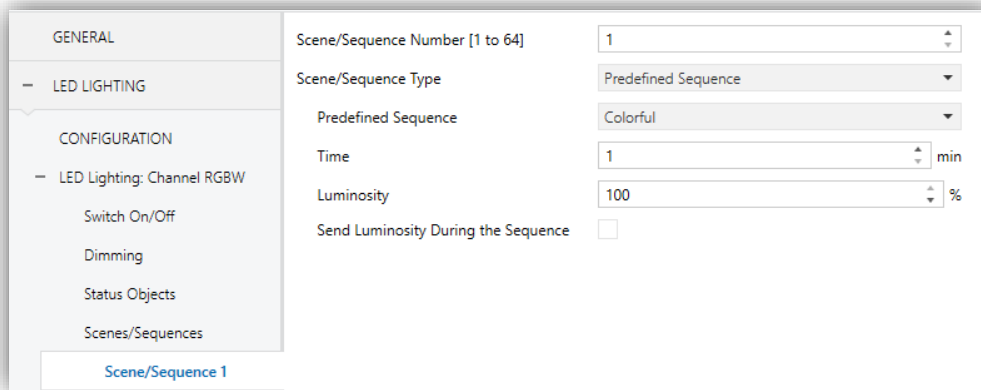 GENERAL
− LED LIGHTING
CONFIGURATION
− LED Lighting: Channel RGBW
Switch On/Off
Dimming
Status Objects
Scenes/Sequences
Scene/Sequence 1
Scene/Sequence Number [1 to 64] 1
Scene/Sequence Type Predefined Sequence
Predefined Sequence Colorful
Time 1 min
Luminosity 100 %
Send Luminosity During the Sequence